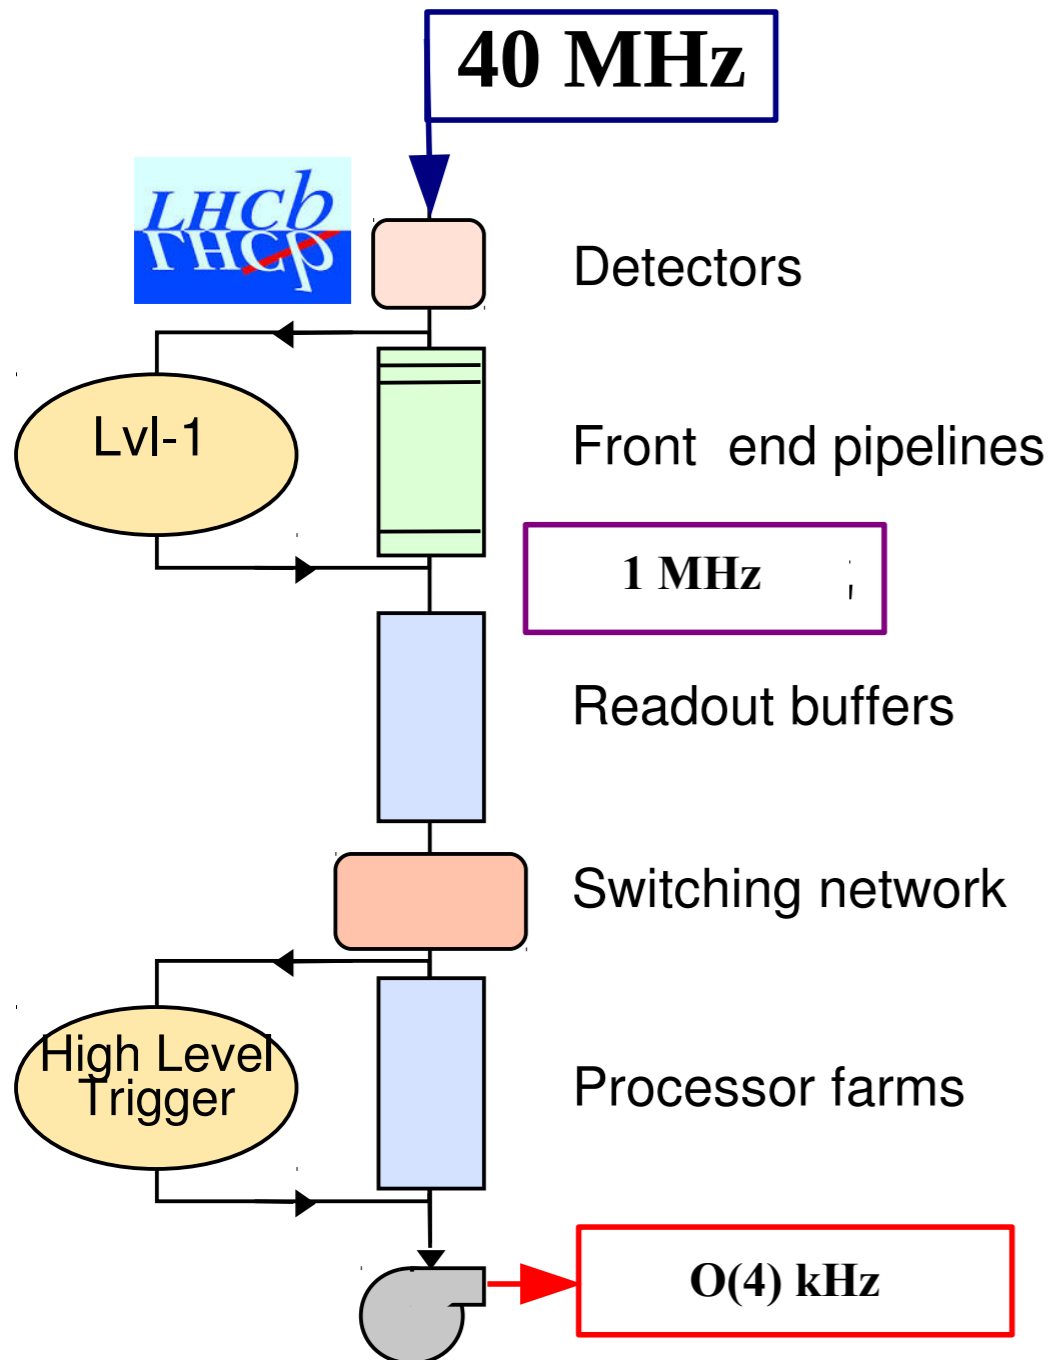 40 MHz
LHCb
LHCb
Detectors
Lvl-1
Front end pipelines
1 MHz ;
Readout buffers
Switching network
High Level
Trigger
Processor farms
O(4) kHz